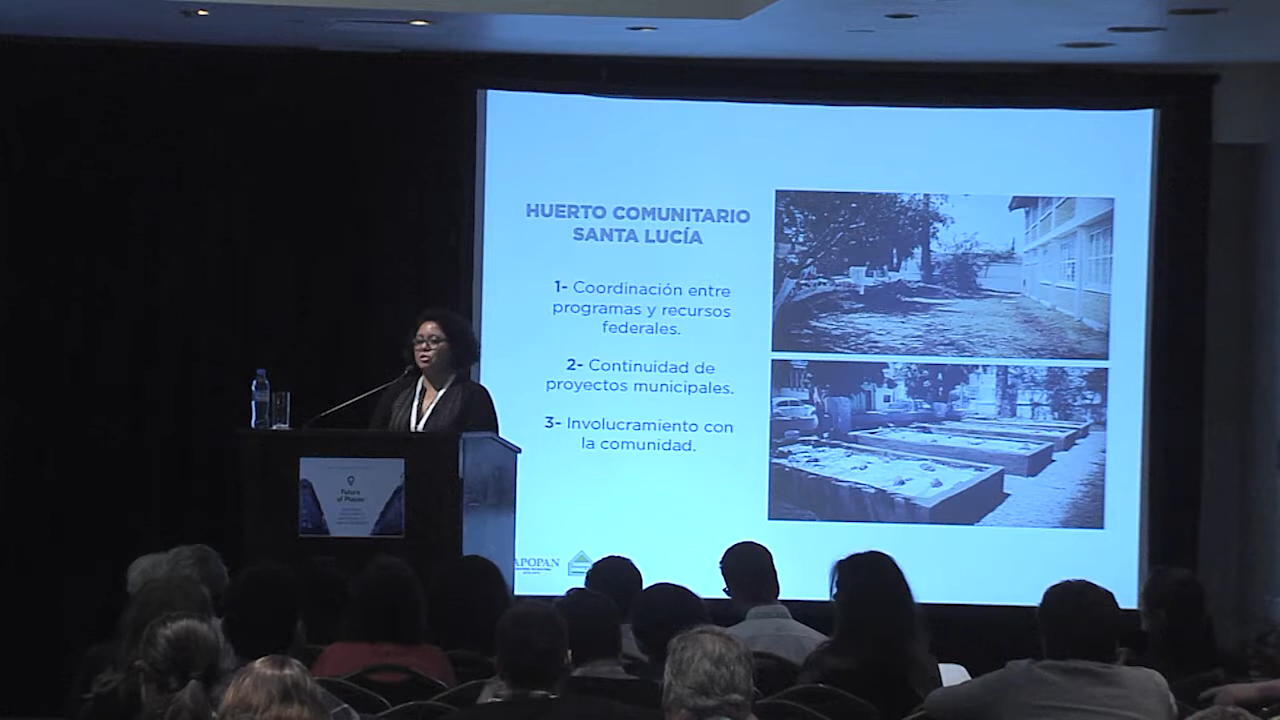 HUERTO COMUNITARIO
SANTA LUCÍA
1- Coordinación entre
programas y recursos
federales.
2- Continuidad de
proyectos municipales.
3- Involucramiento con
la comunidad.
Future
of Places
APOPAN